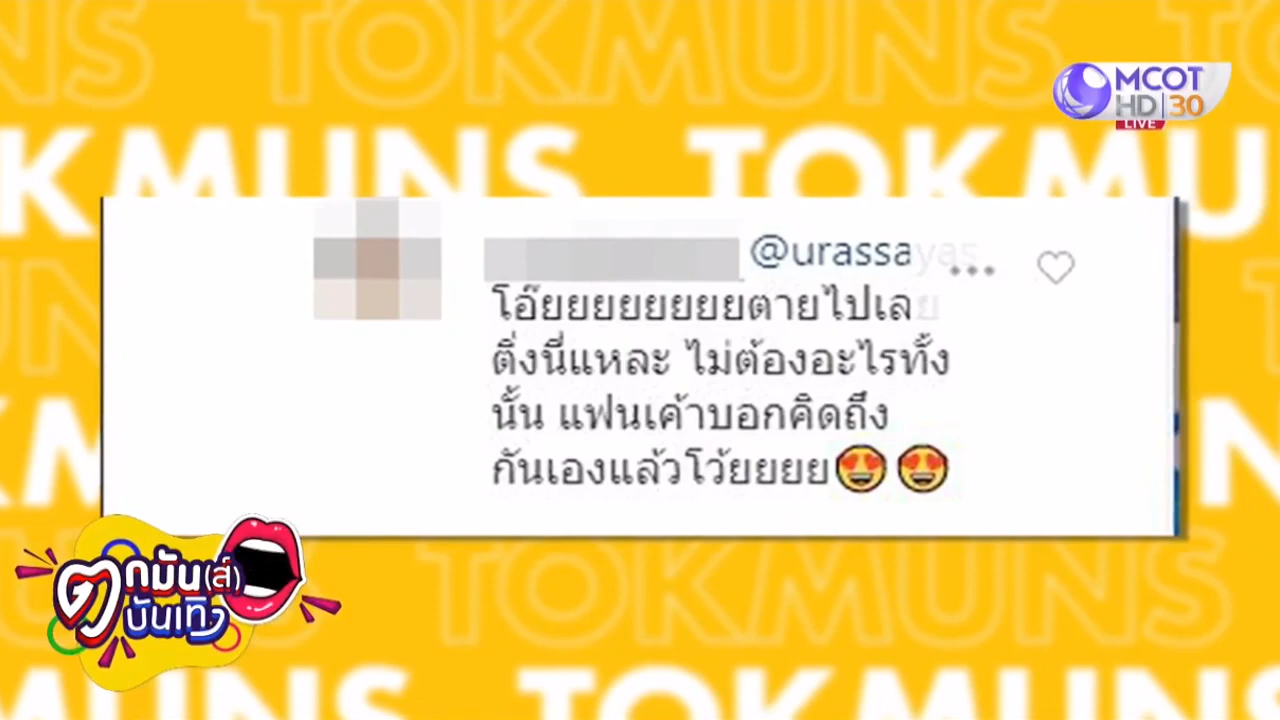 TOKMUNS
MCOT
HD 30
LIVE
KMUNS TOKMU
@urassayas
โอ๊ยยยยยยยยตายไปเลย
ติ่งนี่แหละ ไม่ต้องอะไรทั้ง
นั้น แฟนเค้าบอกคิดถึง
กันเองแล้วโว้ยยยย
ตกมัน(ส์)
บันเทิง
TOKMUNS
TOKMUNS